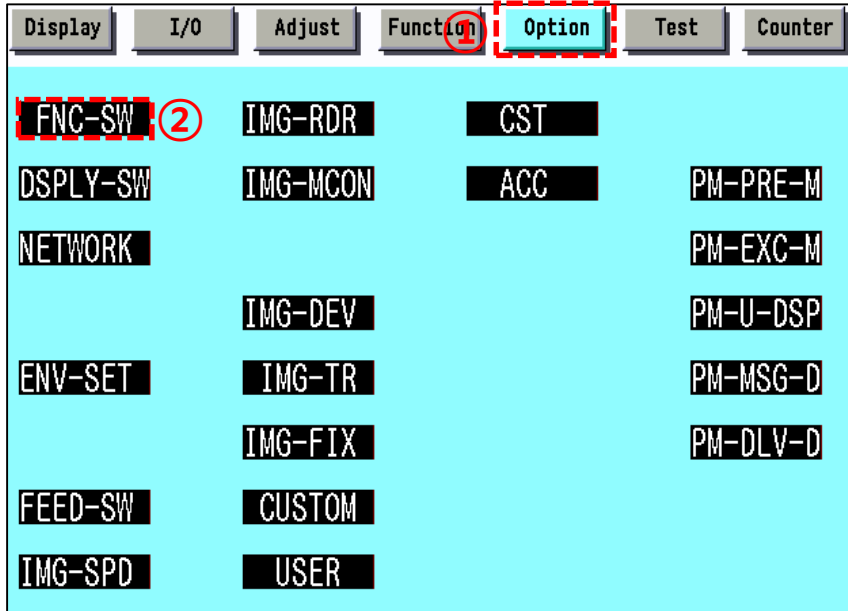 Display I/O Adjust Function ① Option Test Counter
FNC-SW ② IMG-RDR CST
DSPLY-SW IMG-MCON ACC PM-PRE-M
NETWORK PM-EXC-M
IMG-DEV PM-U-DSP
ENV-SET IMG-TR PM-MSG-D
IMG-FIX PM-DLV-D
FEED-SW CUSTOM
IMG-SPD USER